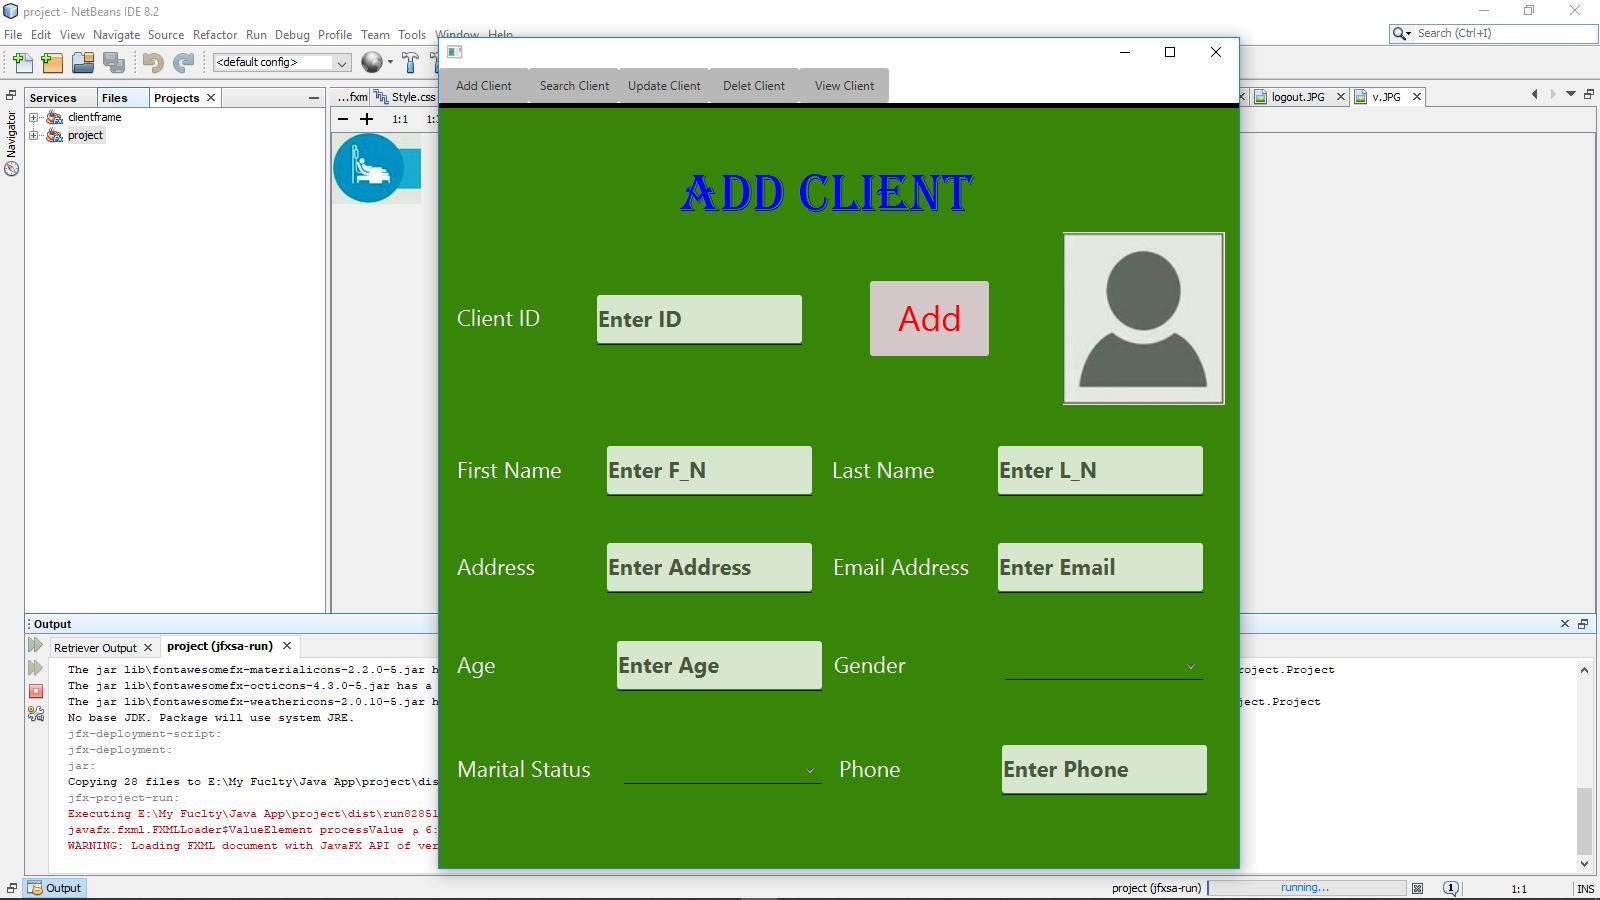 project - NetBeans IDE 8.2
File Edit View Navigate Source Refactor Run Debug Profile Team Tools Window Help
Search (Ctrl+I)
<default config>
Add Client Search Client Update Client Delet Client View Client
Services Files Projects
...fxm Style.css logout.JPG v.JPG
1:1
Navigator
clientframe
project
ADD CLIENT
Client ID Enter ID Add
First Name Enter F_N Last Name Enter L_N
Address Enter Address Email Address Enter Email
Age Enter Age Gender
Marital Status Phone Enter Phone
Output
Retriever Output project (jfxsa-run)
The jar lib\fontawesomefx-materialicons-2.2.0-5.jar h oject.Project
The jar lib\fontawesomefx-octicons-4.3.0-5.jar has a
The jar lib\fontawesomefx-weathericons-2.0.10-5.jar h ject.Project
No base JDK. Package will use system JRE.
jfx-deployment-script:
jfx-deployment:
jar:
Copying 28 files to E:\My Fuclty\Java App\project\dis
jfx-project-run:
Executing E:\My Fuclty\Java App\project\dist\run8285l
javafx.fxml.FXMLLoader$ValueElement processValue م 6:
WARNING: Loading FXML document with JavaFX API of ver
Output project (jfxsa-run) running... 1 1:1 INS